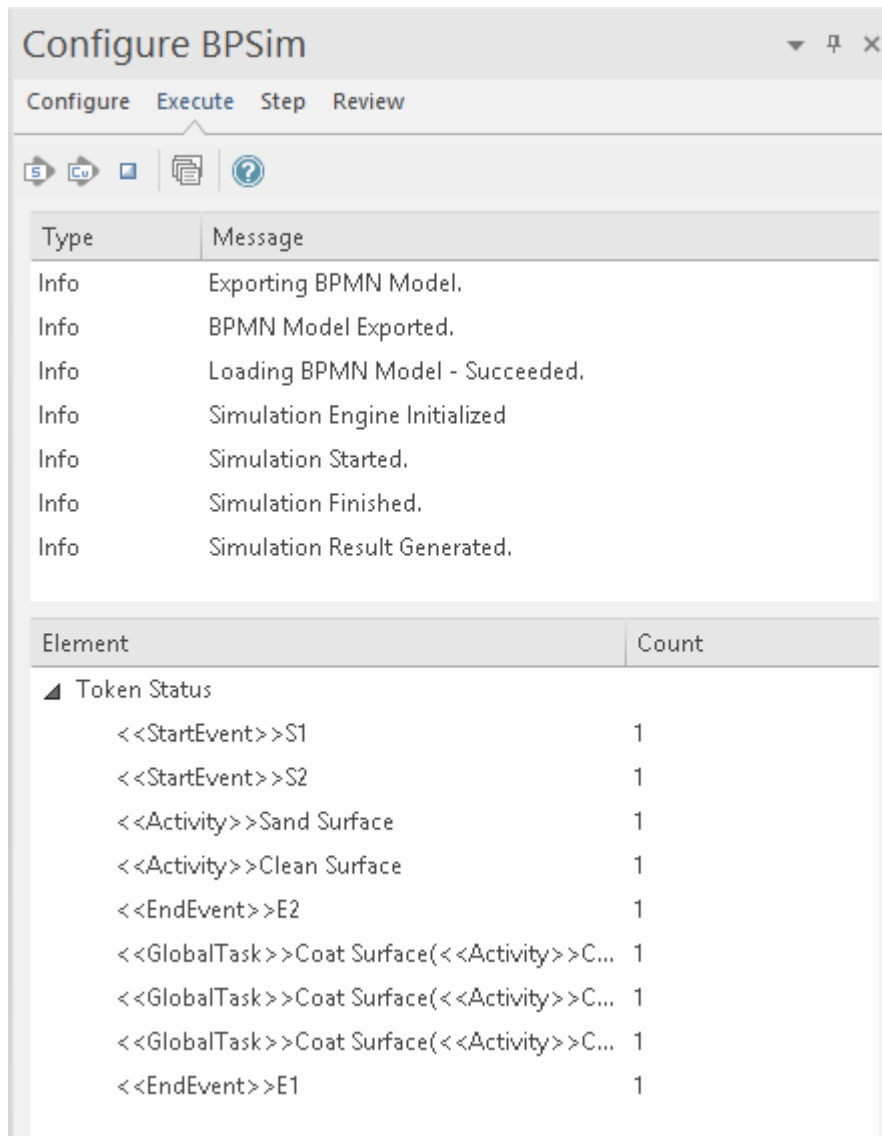 Configure BPSim
Configure Execute Step Review
S Cu ?
Type Message
Info Exporting BPMN Model.
Info BPMN Model Exported.
Info Loading BPMN Model - Succeeded.
Info Simulation Engine Initialized
Info Simulation Started.
Info Simulation Finished.
Info Simulation Result Generated.
Element Count
Token Status
<<StartEvent>>S1 1
<<StartEvent>>S2 1
<<Activity>>Sand Surface 1
<<Activity>>Clean Surface 1
<<EndEvent>>E2 1
<<GlobalTask>>Coat Surface(<<Activity>>C... 1
<<GlobalTask>>Coat Surface(<<Activity>>C... 1
<<GlobalTask>>Coat Surface(<<Activity>>C... 1
<<EndEvent>>E1 1